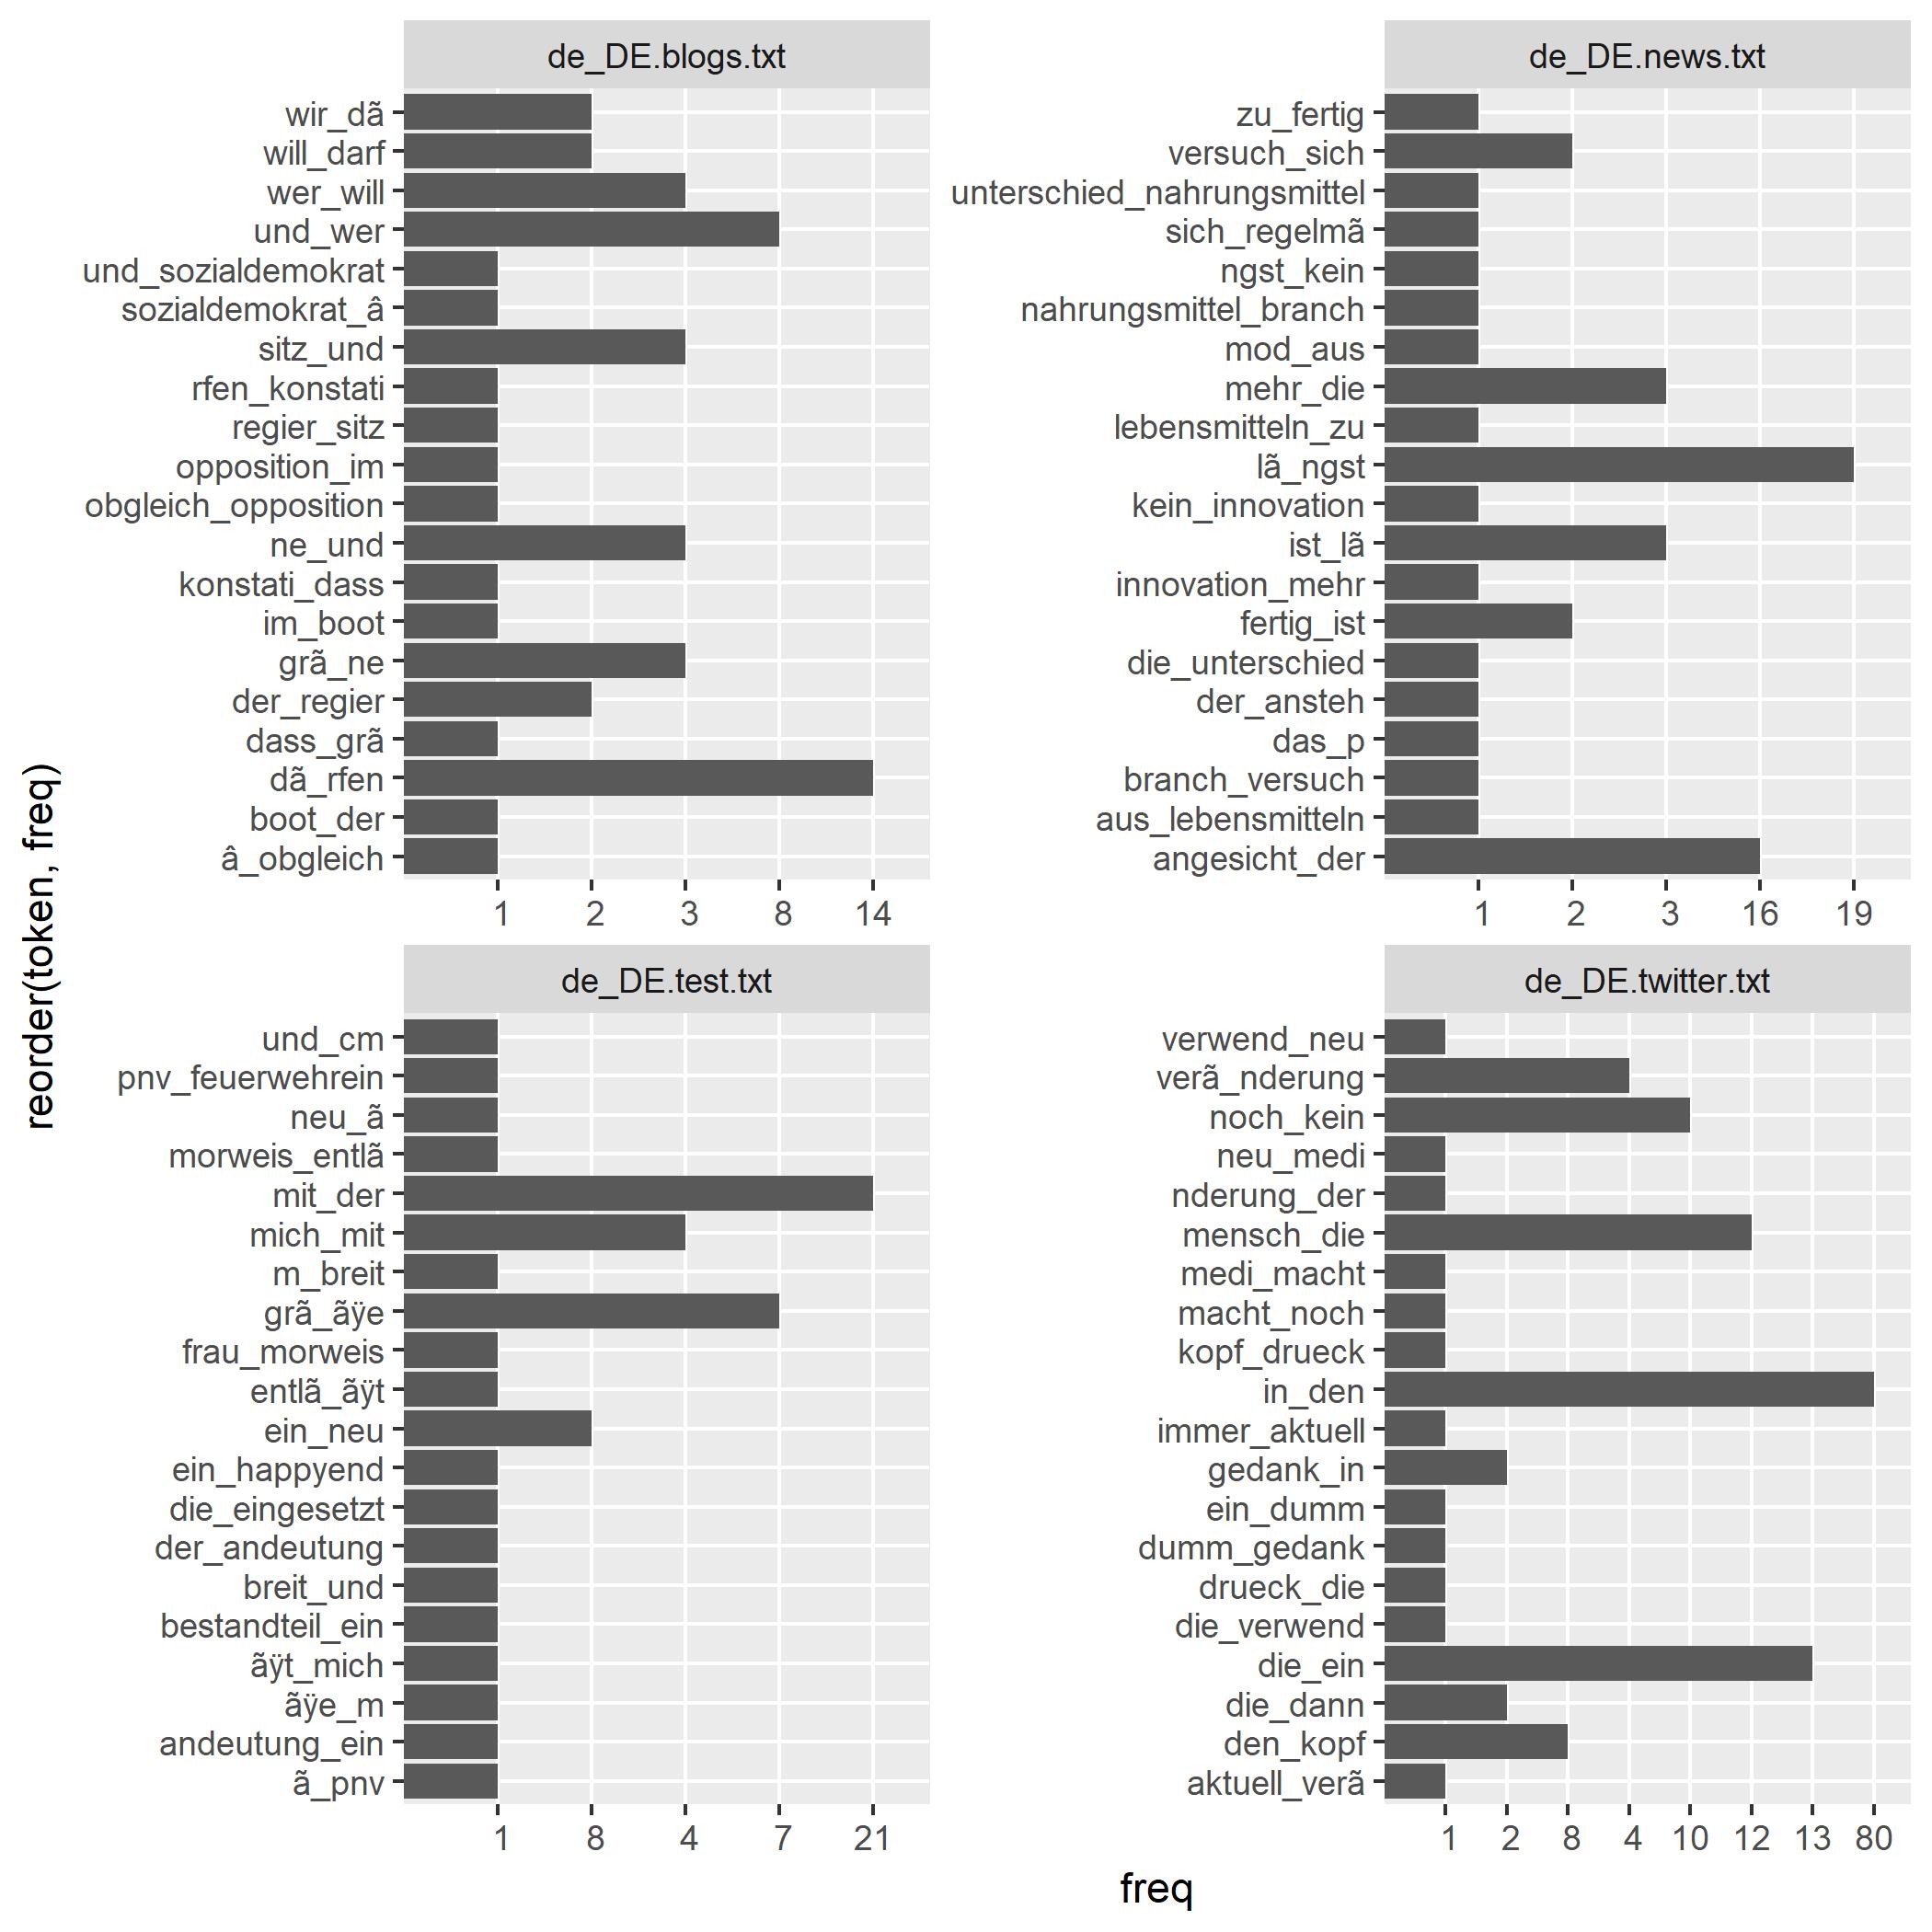 de_DE.blogs.txt
wir_dã
will_darf
wer_will
und_wer
und_sozialdemokrat
sozialdemokrat_â
sitz_und
rfen_konstati
regier_sitz
opposition_im
obgleich_opposition
ne_und
konstati_dass
im_boot
grã_ne
der_regier
dass_grã
dã_rfen
boot_der
â_obgleich
1 2 3 8 14
de_DE.news.txt
zu_fertig
versuch_sich
unterschied_nahrungsmittel
sich_regelmã
ngst_kein
nahrungsmittel_branch
mod_aus
mehr_die
lebensmitteln_zu
lã_ngst
kein_innovation
ist_lã
innovation_mehr
fertig_ist
die_unterschied
der_ansteh
das_p
branch_versuch
aus_lebensmitteln
angesicht_der
1 2 3 16 19
reorder(token, freq)
de_DE.test.txt
und_cm
pnv_feuerwehrein
neu_ã
morweis_entlã
mit_der
mich_mit
m_breit
grã_ãÿe
frau_morweis
entlã_ãÿt
ein_neu
ein_happyend
die_eingesetzt
der_andeutung
breit_und
bestandteil_ein
ãÿt_mich
ãÿe_m
andeutung_ein
ã_pnv
1 8 4 7 21
de_DE.twitter.txt
verwend_neu
verã_nderung
noch_kein
neu_medi
nderung_der
mensch_die
medi_macht
macht_noch
kopf_drueck
in_den
immer_aktuell
gedank_in
ein_dumm
dumm_gedank
drueck_die
die_verwend
die_ein
die_dann
den_kopf
aktuell_verã
1 2 8 4 10 12 13 80
freq